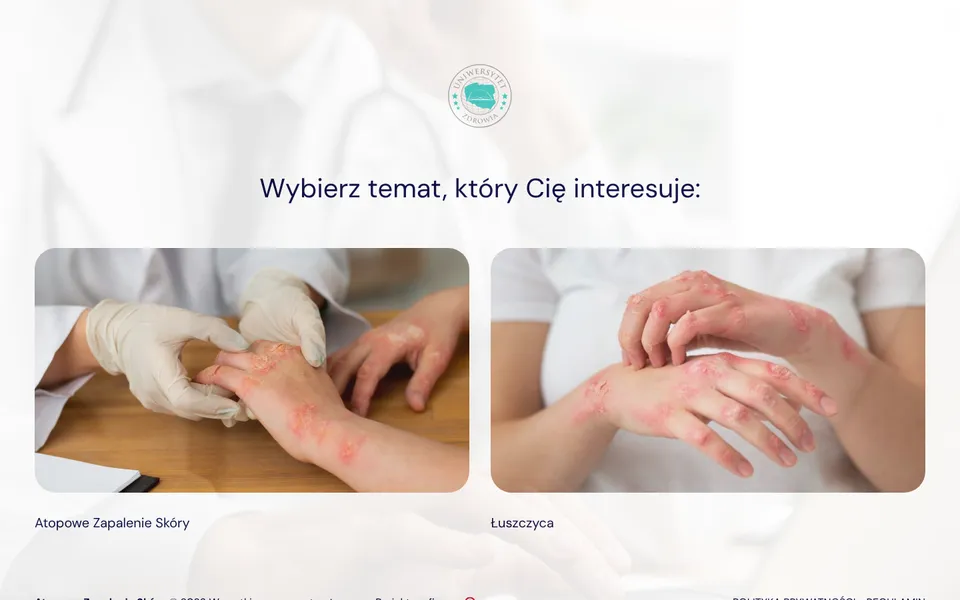 UNIWERSYTET
ZDROWIA
Wybierz temat, który Cię interesuje:
Atopowe Zapalenie Skóry
Łuszczyca